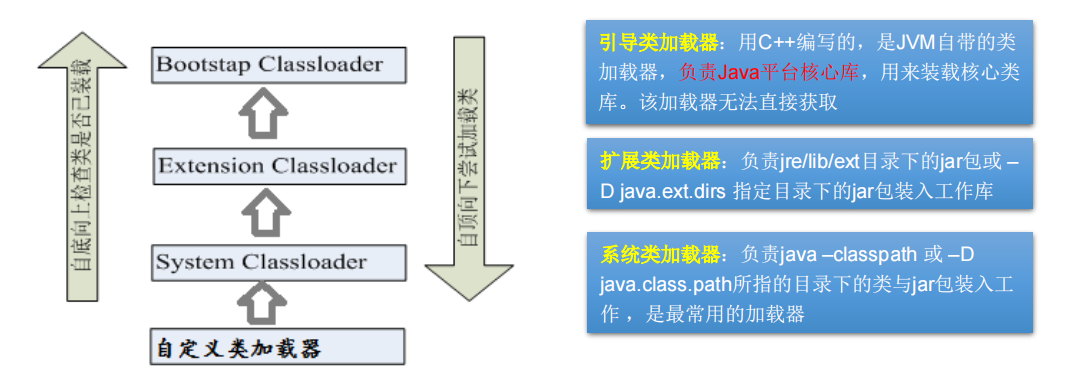 自底向上检查类是否已装载
Bootstap Classloader
Extension Classloader
System Classloader
自定义类加载器
自顶向下尝试加载类
引导类加载器：用C++编写的，是JVM自带的类
加载器，负责Java平台核心库，用来装载核心类
库。该加载器无法直接获取
扩展类加载器：负责jre/lib/ext目录下的jar包或 –
D java.ext.dirs 指定目录下的jar包装入工作库
系统类加载器：负责java –classpath 或 –D
java.class.path所指的目录下的类与jar包装入工
作 ，是最常用的加载器